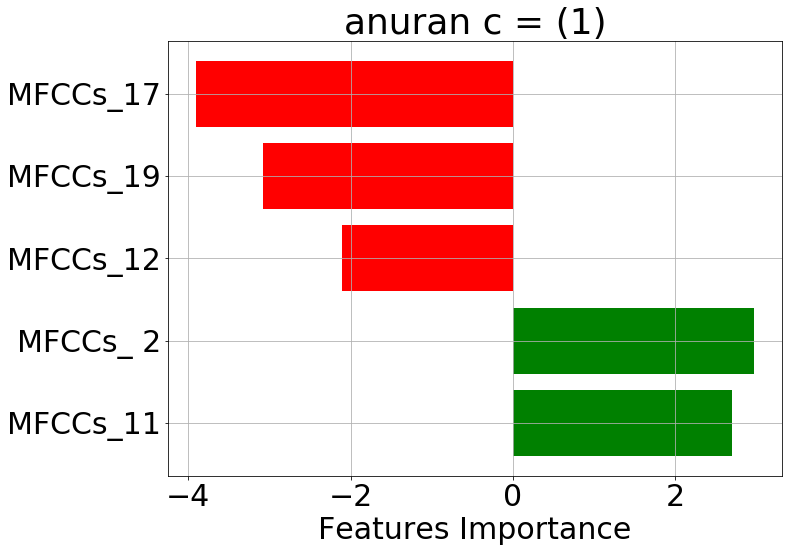 anuran c = (1)
MFCCs_17
MFCCs_19
MFCCs_12
MFCCs_ 2
MFCCs_11
−4 −2 0 2
Features Importance